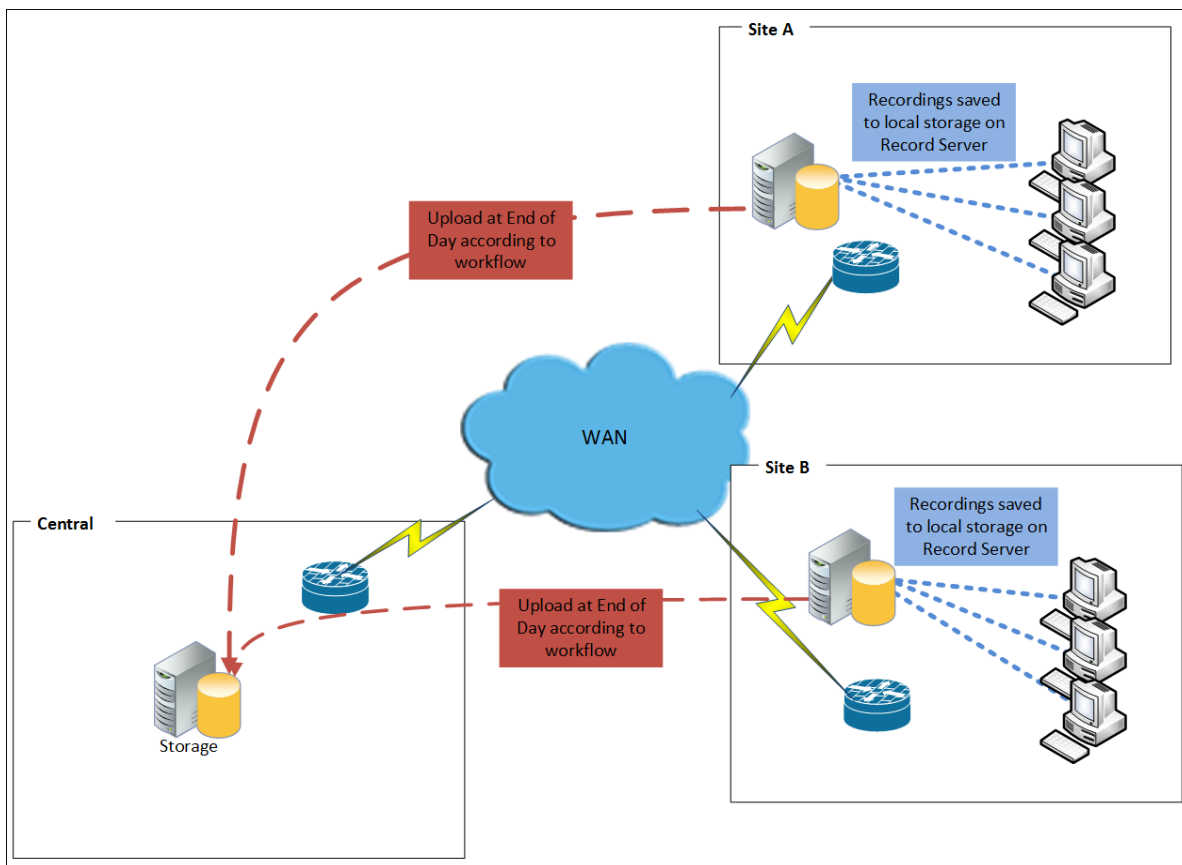 Site A
Recordings saved
to local storage on
Record Server
Upload at End of
Day according to
workflow
WAN
Site B
Recordings saved
to local storage on
Record Server
Central
Upload at End of
Day according to
workflow
Storage